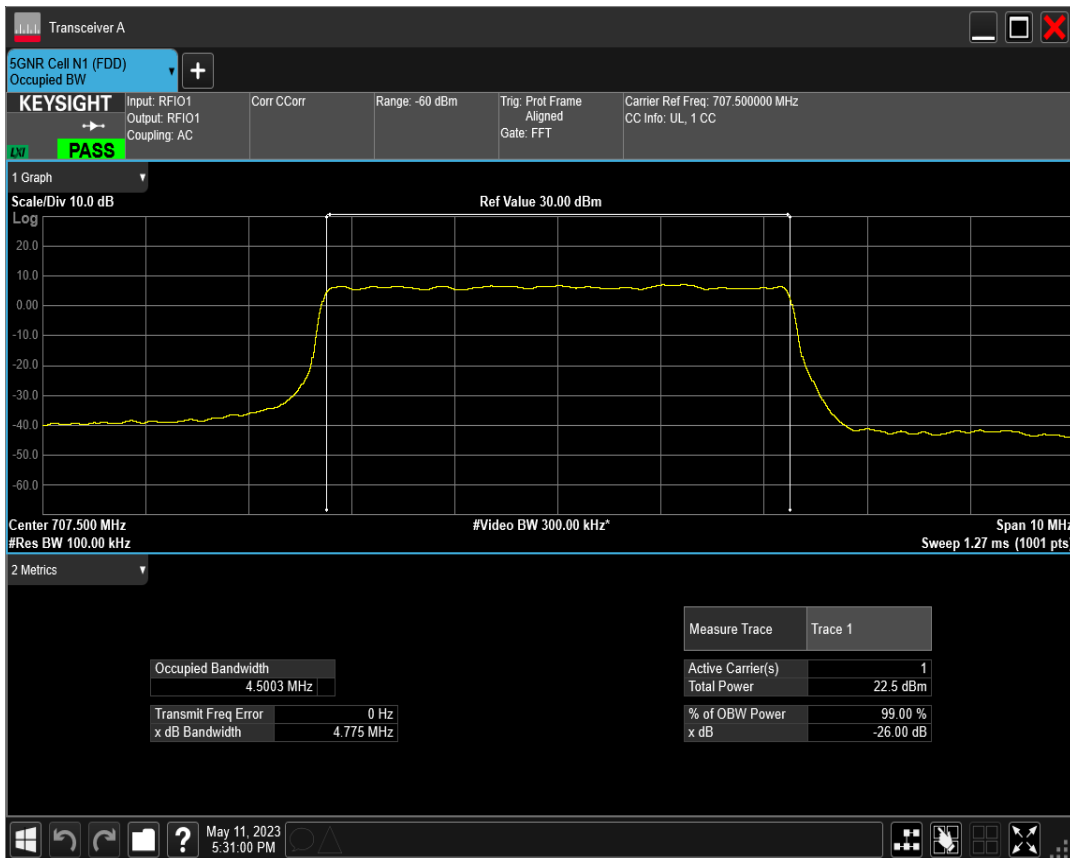 Transceiver A
5GNR Cell N1 (FDD)
Occupied BW
+
KEYSIGHT
LXI
PASS
Input: RFIO1
Output: RFIO1
Coupling: AC
Corr CCorr
Range: -60 dBm
Trig: Prot Frame
Aligned
Gate: FFT
Carrier Ref Freq: 707.500000 MHz
CC Info: UL, 1 CC
1 Graph
Scale/Div 10.0 dB
Ref Value 30.00 dBm
Log
20.0
10.0
0.00
-10.0
-20.0
-30.0
-40.0
-50.0
-60.0
Center 707.500 MHz
#Video BW 300.00 kHz*
Span 10 MHz
#Res BW 100.00 kHz
Sweep 1.27 ms (1001 pts)
2 Metrics
Measure Trace Trace 1
Occupied Bandwidth
4.5003 MHz
Active Carrier(s) 1
Total Power 22.5 dBm
Transmit Freq Error 0 Hz
x dB Bandwidth 4.775 MHz
% of OBW Power 99.00 %
x dB -26.00 dB
?
May 11, 2023
5:31:00 PM